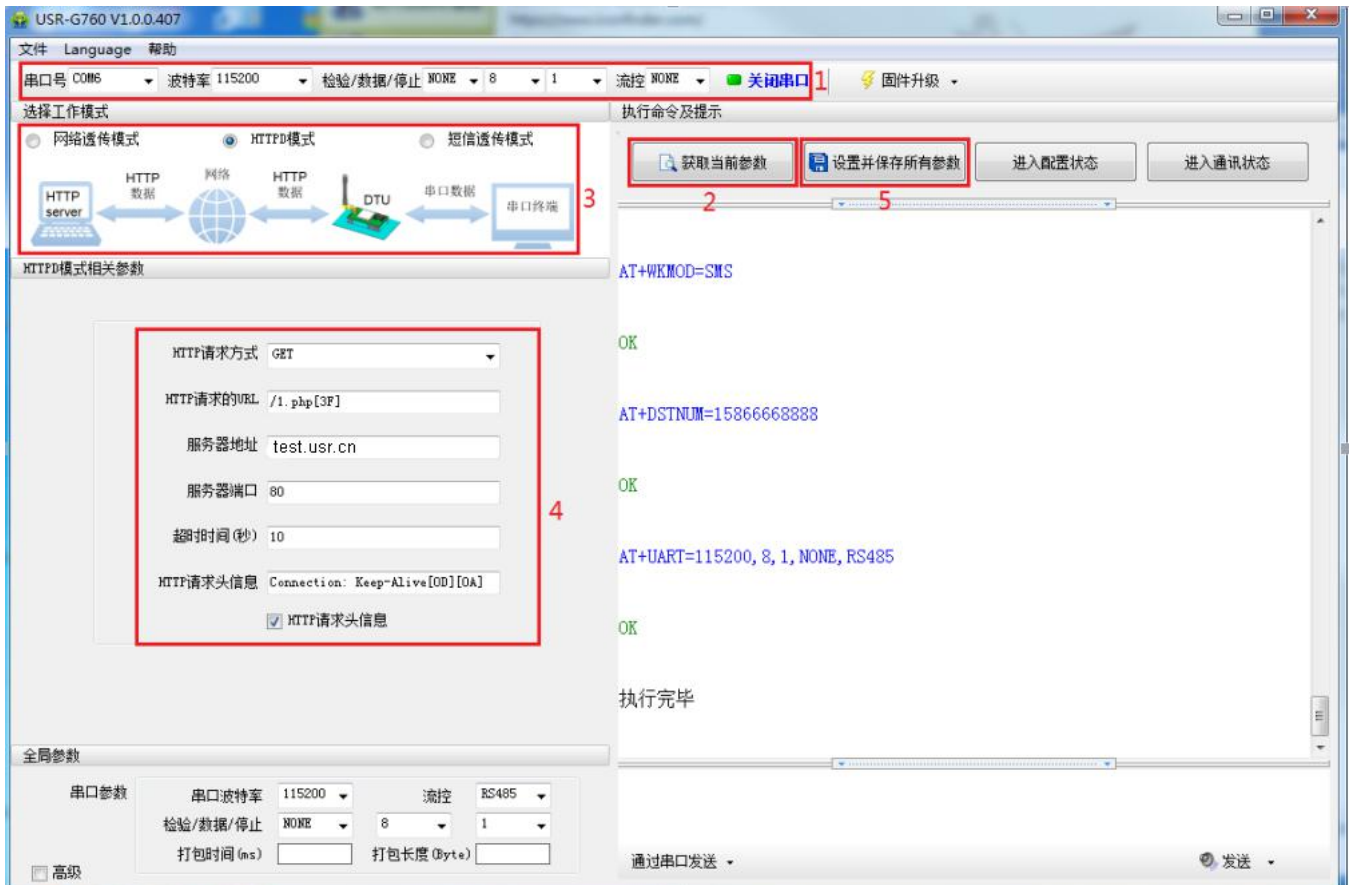 USR-G760 V1.0.0.407
文件 Language 帮助
串口号 COM6 波特率 115200 检验/数据/停止 NONE 8 1 流控 NONE 关闭串口 1 固件升级
选择工作模式
执行命令及提示
网络透传模式 HTTPD模式 短信透传模式
HTTP数据 网络 HTTP数据
HTTP server DTU 串口数据 串口终端 3
获取当前参数 设置并保存所有参数 进入配置状态 进入通讯状态
2 5
HTTPD模式相关参数
AT+WKMOD=SMS
OK
AT+DSTNUM=15866668888
OK
AT+UART=115200,8,1,NONE,RS485
OK
执行完毕
HTTP请求方式 GET
HTTP请求的URL /1.php[3F]
服务器地址 test.usr.cn
服务器端口 80
4
超时时间(秒) 10
HTTP请求头信息 Connection: Keep-Alive[0D][0A]
HTTP请求头信息
全局参数
串口参数 串口波特率 115200 流控 RS485
检验/数据/停止 NONE 8 1
打包时间(ms) 打包长度(Byte)
高级
通过串口发送 发送